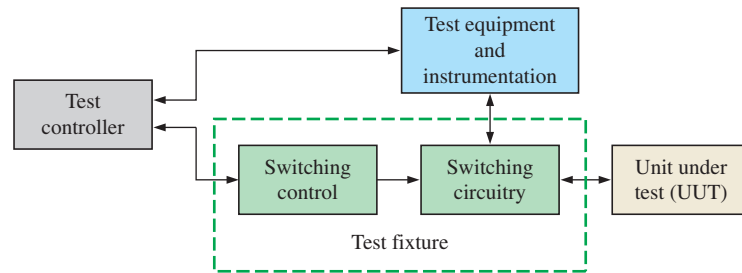 Test equipment
and
instrumentation
Test
controller
Switching
control
Switching
circuitry
Unit under
test (UUT)
Test fixture